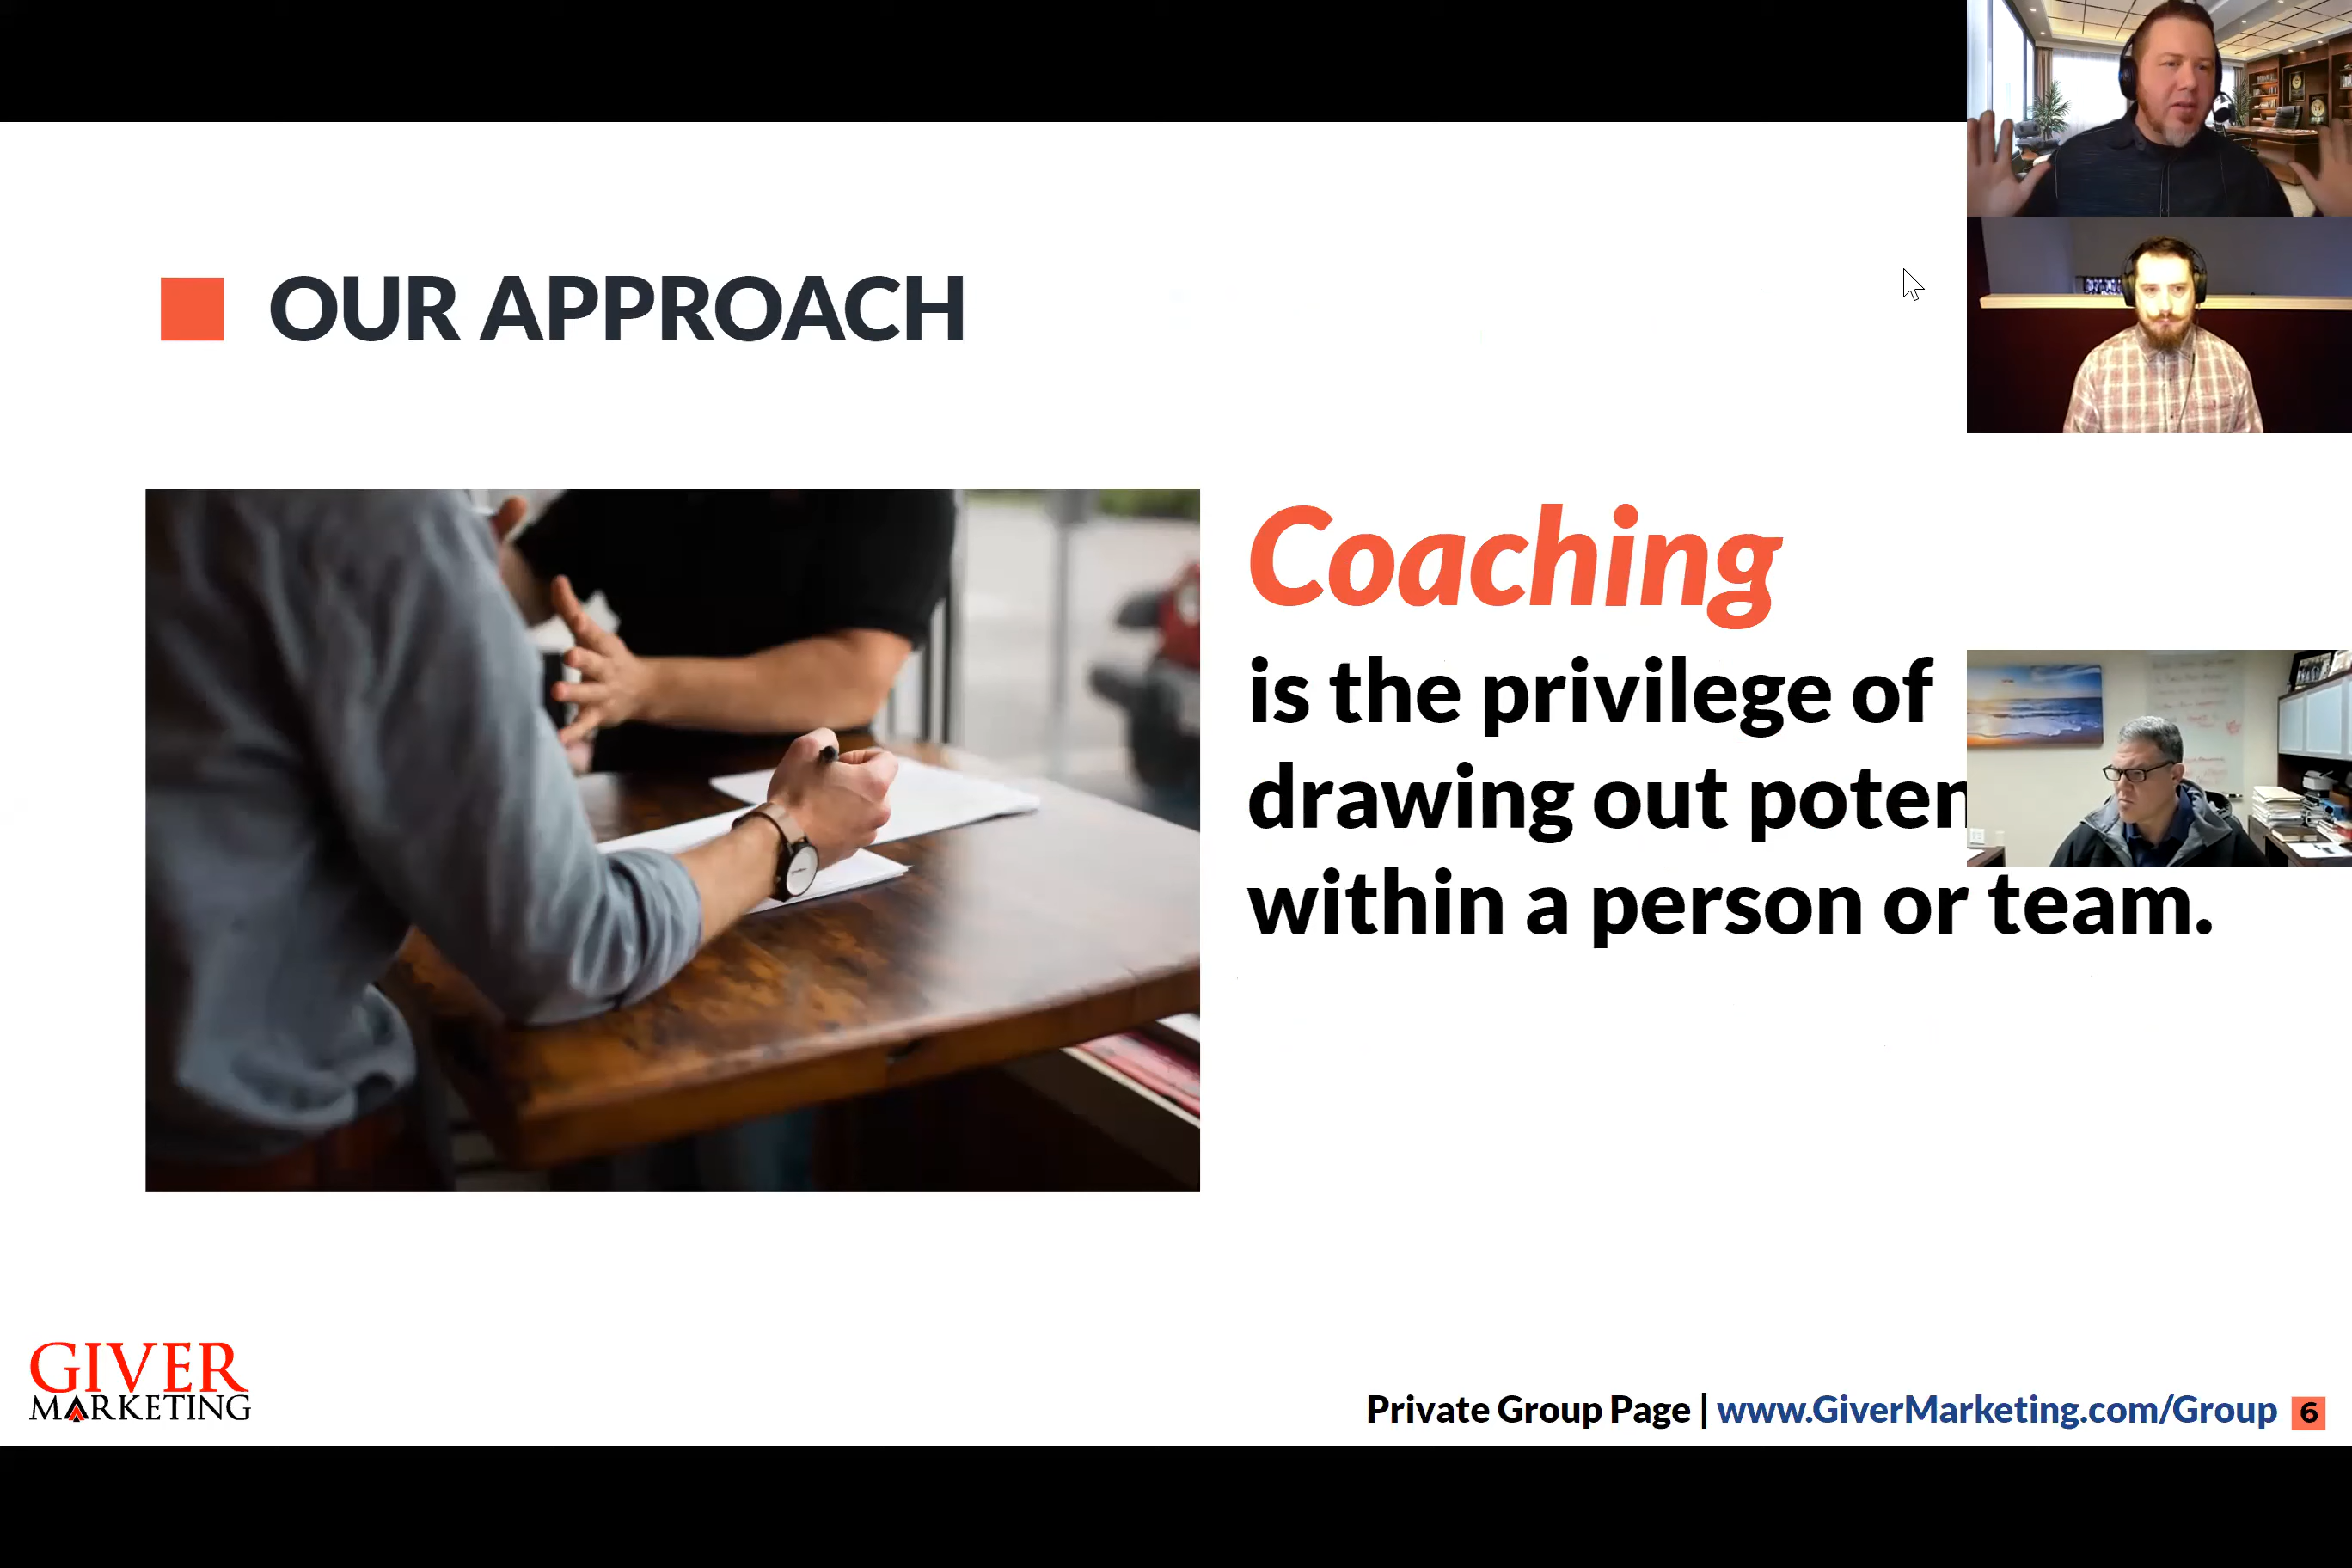 OUR APPROACH
Coaching
is the privilege of
drawing out poten
within a person or team.
GIVER
MARKETING
Private Group Page | www.GiverMarketing.com/Group 6